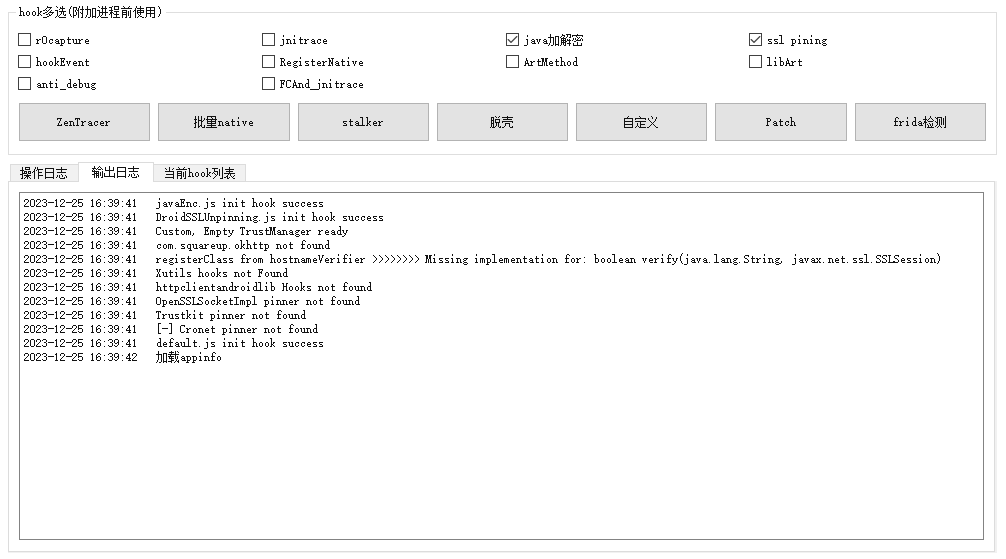 hook多选(附加进程前使用)
r0capture jnitrace java加解密 ssl pining
hookEvent RegisterNative ArtMethod libArt
anti_debug FCAnd_jnitrace
ZenTracer 批量native stalker 脱壳 自定义 Patch frida检测
操作日志 输出日志 当前hook列表
2023-12-25 16:39:41 javaEnc.js init hook success
2023-12-25 16:39:41 DroidSSLUnpinning.js init hook success
2023-12-25 16:39:41 Custom, Empty TrustManager ready
2023-12-25 16:39:41 com.squareup.okhttp not found
2023-12-25 16:39:41 registerClass from hostnameVerifier >>>>>>>> Missing implementation for: boolean verify(java.lang.String, javax.net.ssl.SSLSession)
2023-12-25 16:39:41 Xutils hooks not Found
2023-12-25 16:39:41 httpclientandroidlib Hooks not found
2023-12-25 16:39:41 OpenSSLSocketImpl pinner not found
2023-12-25 16:39:41 Trustkit pinner not found
2023-12-25 16:39:41 [-] Cronet pinner not found
2023-12-25 16:39:41 default.js init hook success
2023-12-25 16:39:42 加载appinfo